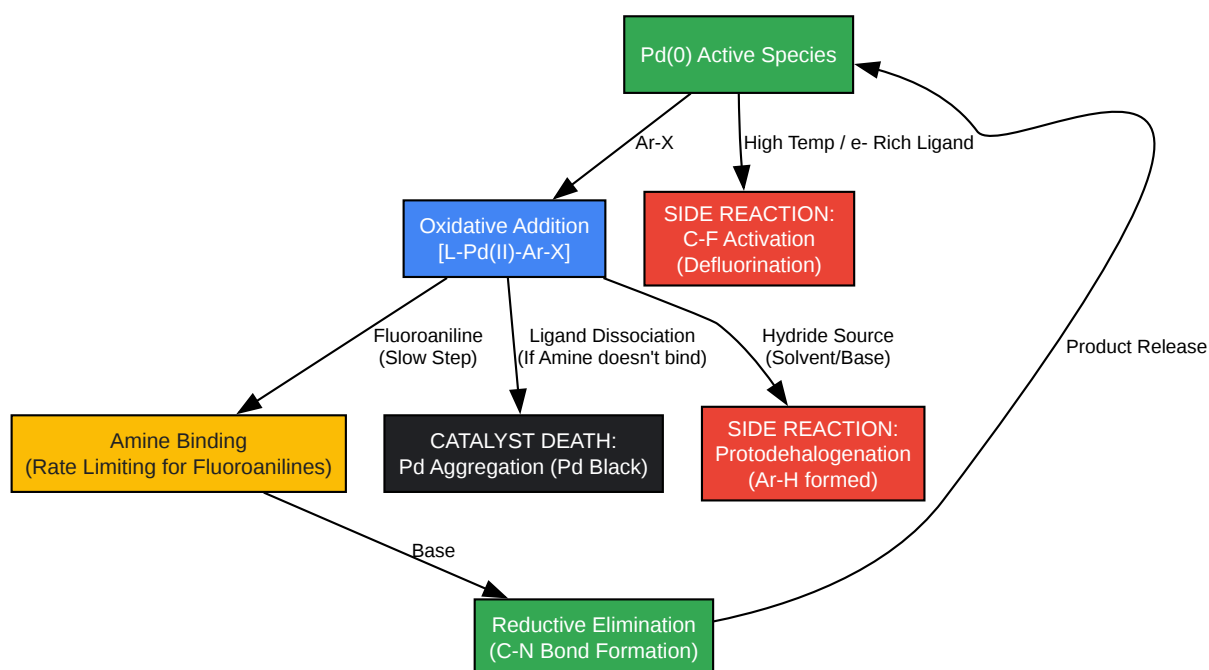 Pd(0) Active Species
Ar-X
High Temp / e- Rich Ligand
Oxidative Addition
[L-Pd(II)-Ar-X]
SIDE REACTION:
C-F Activation
(Defluorination)
Fluoroaniline
(Slow Step)
Ligand Dissociation
(If Amine doesn't bind)
Hydride Source
(Solvent/Base)
Product Release
Amine Binding
(Rate Limiting for Fluoroanilines)
CATALYST DEATH:
Pd Aggregation (Pd Black)
SIDE REACTION:
Protodehalogenation
(Ar-H formed)
Base
Reductive Elimination
(C-N Bond Formation)